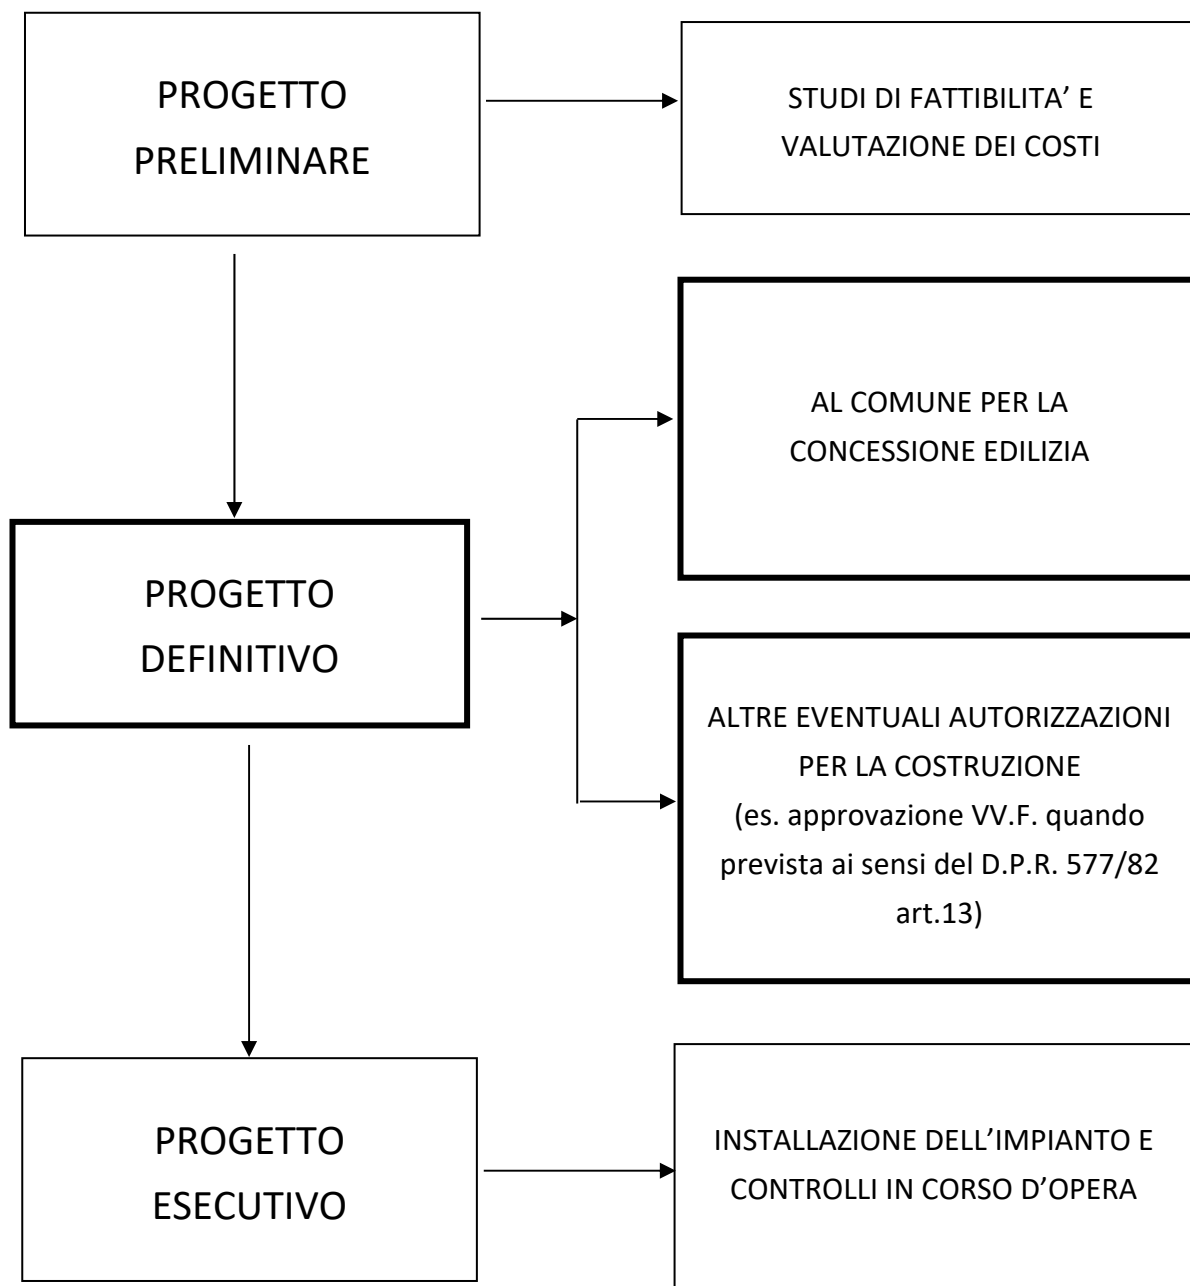 PROGETTO
PRELIMINARE
STUDI DI FATTIBILITA’ E
VALUTAZIONE DEI COSTI
AL COMUNE PER LA
CONCESSIONE EDILIZIA
PROGETTO
DEFINITIVO
ALTRE EVENTUALI AUTORIZZAZIONI
PER LA COSTRUZIONE
(es. approvazione VV.F. quando
prevista ai sensi del D.P.R. 577/82
art.13)
PROGETTO
ESECUTIVO
INSTALLAZIONE DELL’IMPIANTO E
CONTROLLI IN CORSO D’OPERA